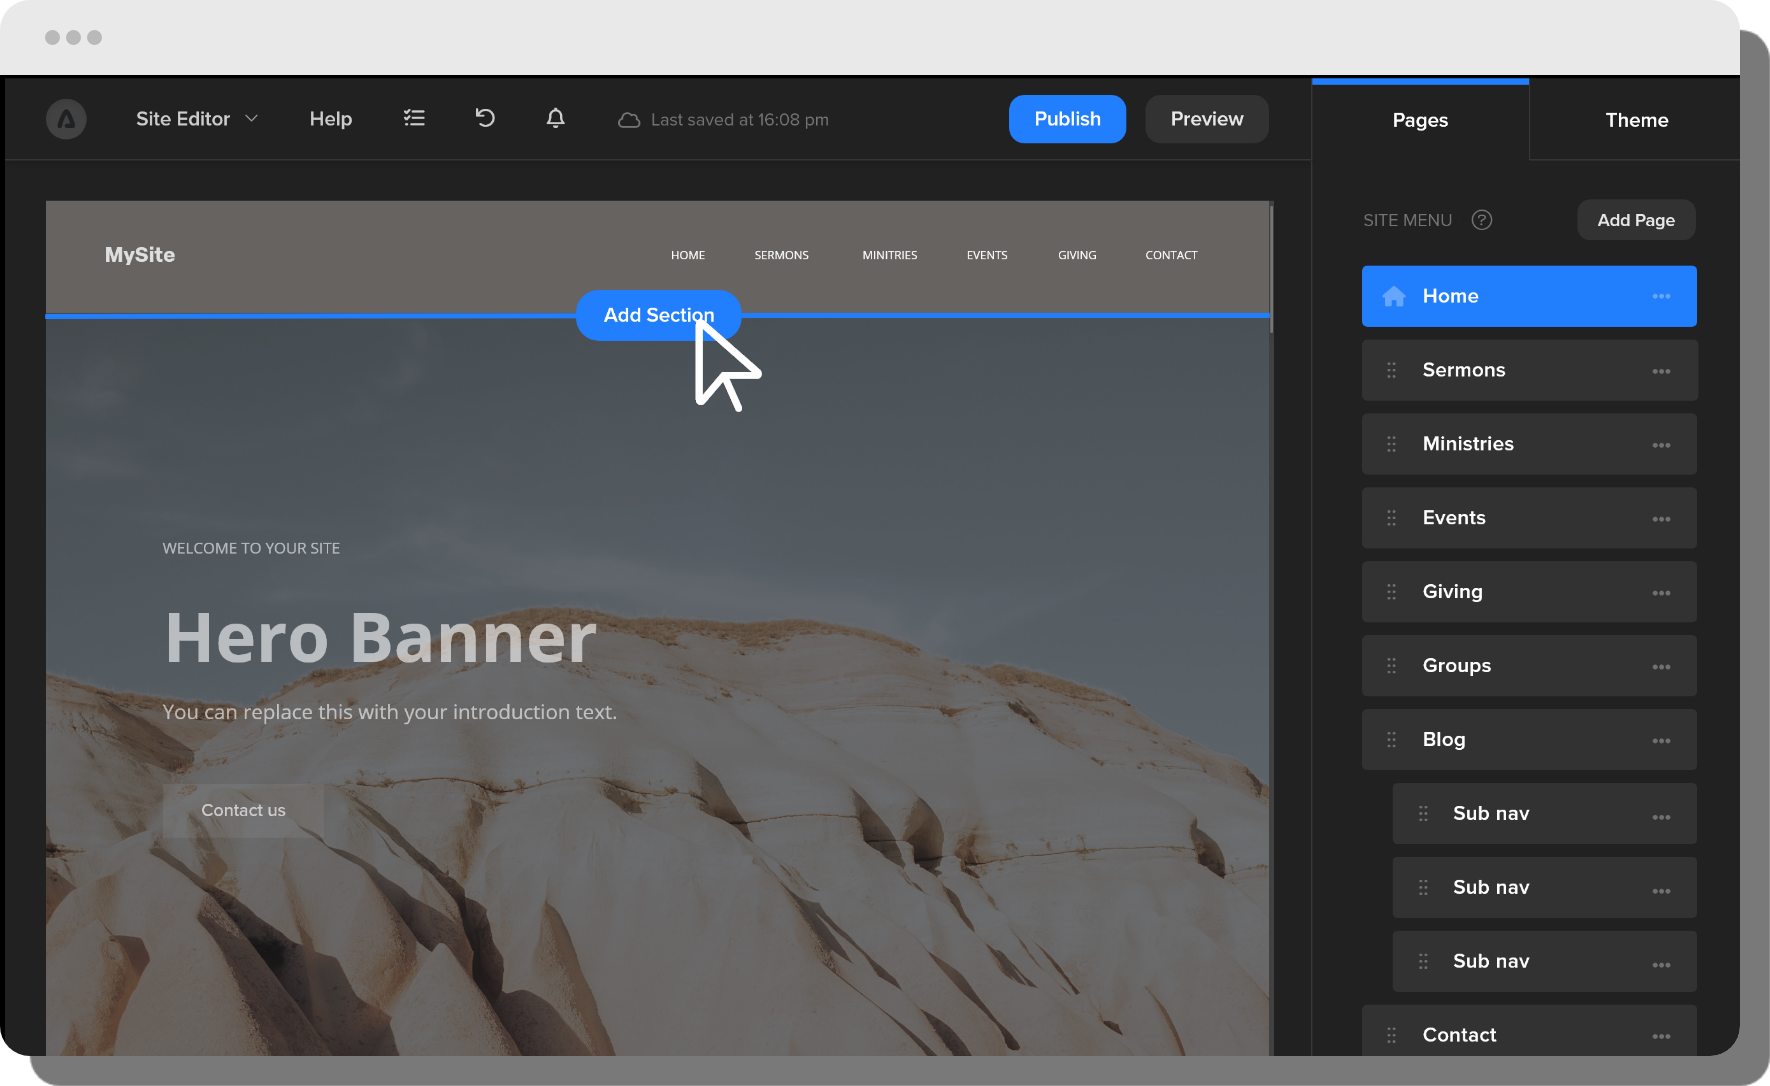 Site Editor Help Last saved at 16:08 pm Publish Preview
Pages Theme
SITE MENU ? Add Page
MySite HOME SERMONS MINITRIES EVENTS GIVING CONTACT
Add Section
WELCOME TO YOUR SITE
Hero Banner
You can replace this with your introduction text.
Contact us
Home
Sermons
Ministries
Events
Giving
Groups
Blog
Sub nav
Sub nav
Sub nav
Contact